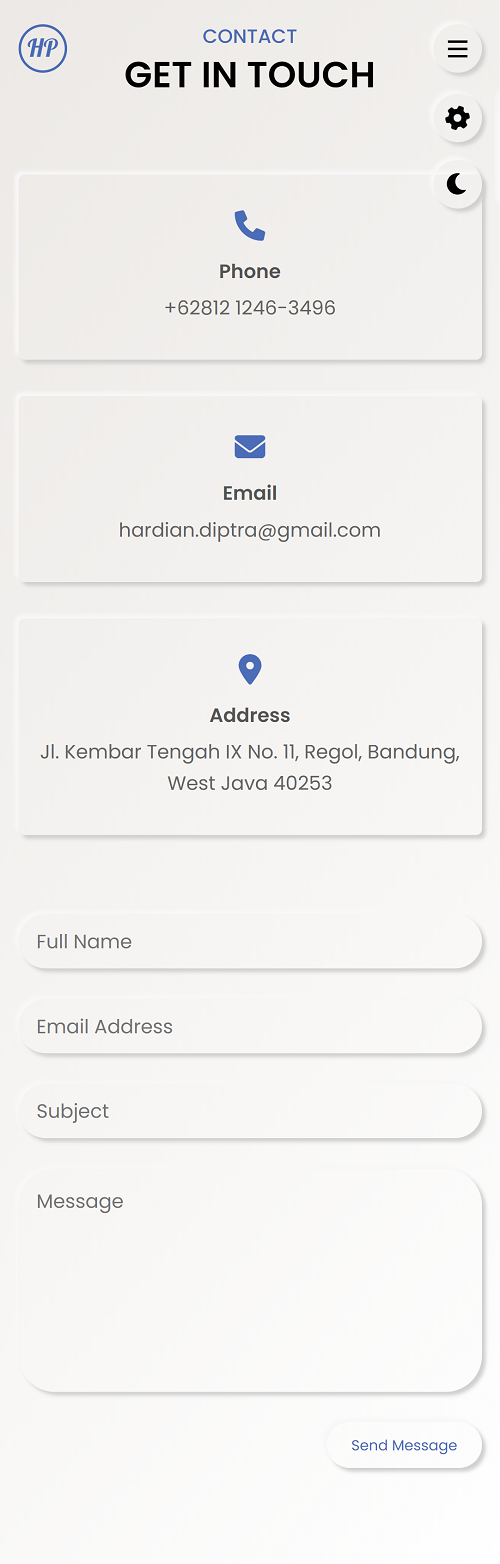 HP
CONTACT
GET IN TOUCH
Phone
+62812 1246-3496
Email
hardian.diptra@gmail.com
Address
Jl. Kembar Tengah IX No. 11, Regol, Bandung,
West Java 40253
Full Name
Email Address
Subject
Message
Send Message